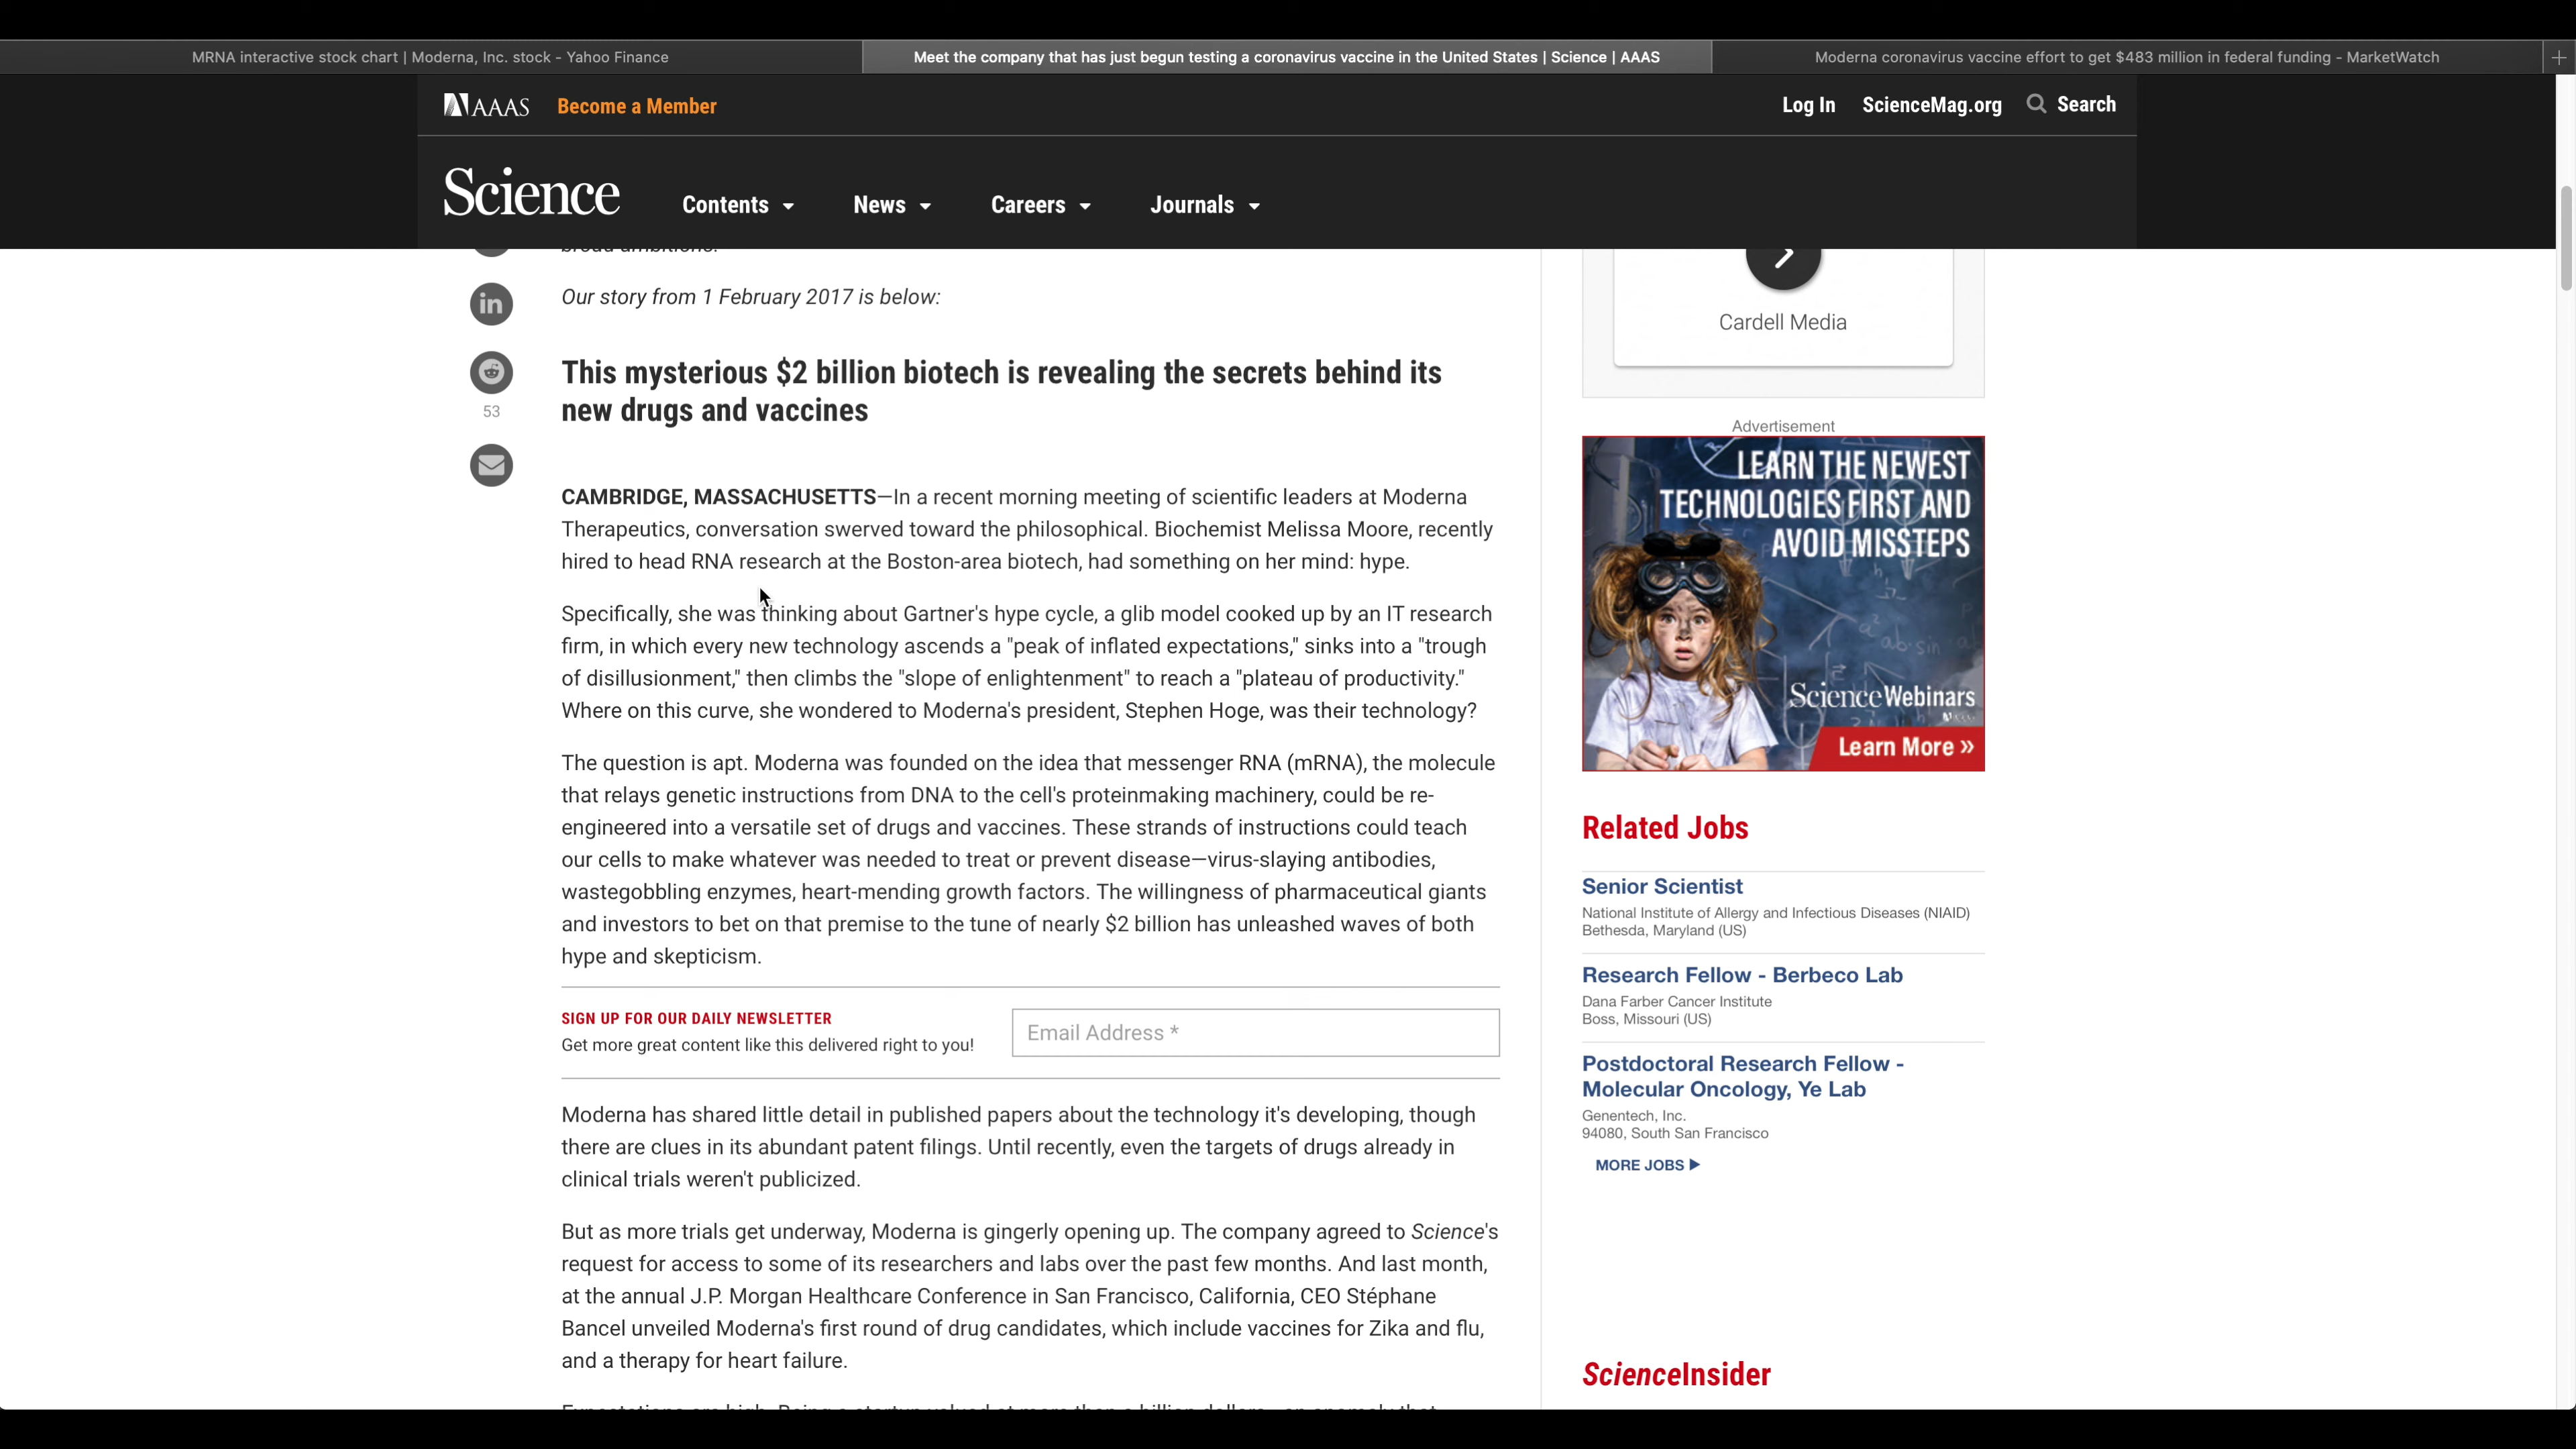 MRNA interactive stock chart | Moderna, Inc. stock - Yahoo Finance
Meet the company that has just begun testing a coronavirus vaccine in the United States | Science | AAAS
Moderna coronavirus vaccine effort to get $483 million in federal funding - MarketWatch
AAAS
Become a Member
Log In
ScienceMag.org
Search
Science
Contents
News
Careers
Journals
broad ambitions.
Our story from 1 February 2017 is below:
53
This mysterious $2 billion biotech is revealing the secrets behind its
new drugs and vaccines
CAMBRIDGE, MASSACHUSETTS—In a recent morning meeting of scientific leaders at Moderna
Therapeutics, conversation swerved toward the philosophical. Biochemist Melissa Moore, recently
hired to head RNA research at the Boston-area biotech, had something on her mind: hype.
Specifically, she was thinking about Gartner's hype cycle, a glib model cooked up by an IT research
firm, in which every new technology ascends a "peak of inflated expectations," sinks into a "trough
of disillusionment," then climbs the "slope of enlightenment" to reach a "plateau of productivity."
Where on this curve, she wondered to Moderna's president, Stephen Hoge, was their technology?
The question is apt. Moderna was founded on the idea that messenger RNA (mRNA), the molecule
that relays genetic instructions from DNA to the cell's proteinmaking machinery, could be re-
engineered into a versatile set of drugs and vaccines. These strands of instructions could teach
our cells to make whatever was needed to treat or prevent disease—virus-slaying antibodies,
wastegobbling enzymes, heart-mending growth factors. The willingness of pharmaceutical giants
and investors to bet on that premise to the tune of nearly $2 billion has unleashed waves of both
hype and skepticism.
SIGN UP FOR OUR DAILY NEWSLETTER
Get more great content like this delivered right to you!
Email Address *
Moderna has shared little detail in published papers about the technology it's developing, though
there are clues in its abundant patent filings. Until recently, even the targets of drugs already in
clinical trials weren't publicized.
But as more trials get underway, Moderna is gingerly opening up. The company agreed to Science's
request for access to some of its researchers and labs over the past few months. And last month,
at the annual J.P. Morgan Healthcare Conference in San Francisco, California, CEO Stéphane
Bancel unveiled Moderna's first round of drug candidates, which include vaccines for Zika and flu,
and a therapy for heart failure.
Cardell Media
Advertisement
LEARN THE NEWEST
TECHNOLOGIES FIRST AND
AVOID MISSTEPS
ScienceWebinars
Learn More »
Related Jobs
Senior Scientist
National Institute of Allergy and Infectious Diseases (NIAID)
Bethesda, Maryland (US)
Research Fellow - Berbeco Lab
Dana Farber Cancer Institute
Boss, Missouri (US)
Postdoctoral Research Fellow -
Molecular Oncology, Ye Lab
Genentech, Inc.
94080, South San Francisco
MORE JOBS
ScienceInsider